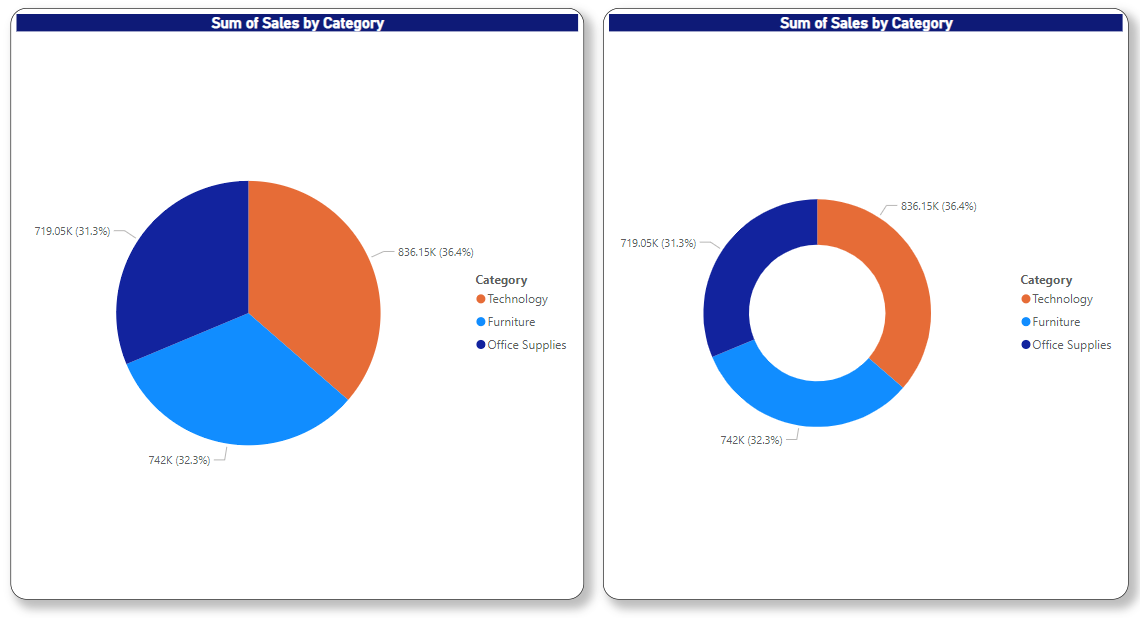 Sum of Sales by Category
719.05K (31.3%)
836.15K (36.4%)
742K (32.3%)
Category
Technology
Furniture
Office Supplies
Sum of Sales by Category
836.15K (36.4%)
719.05K (31.3%)
742K (32.3%)
Category
Technology
Furniture
Office Supplies